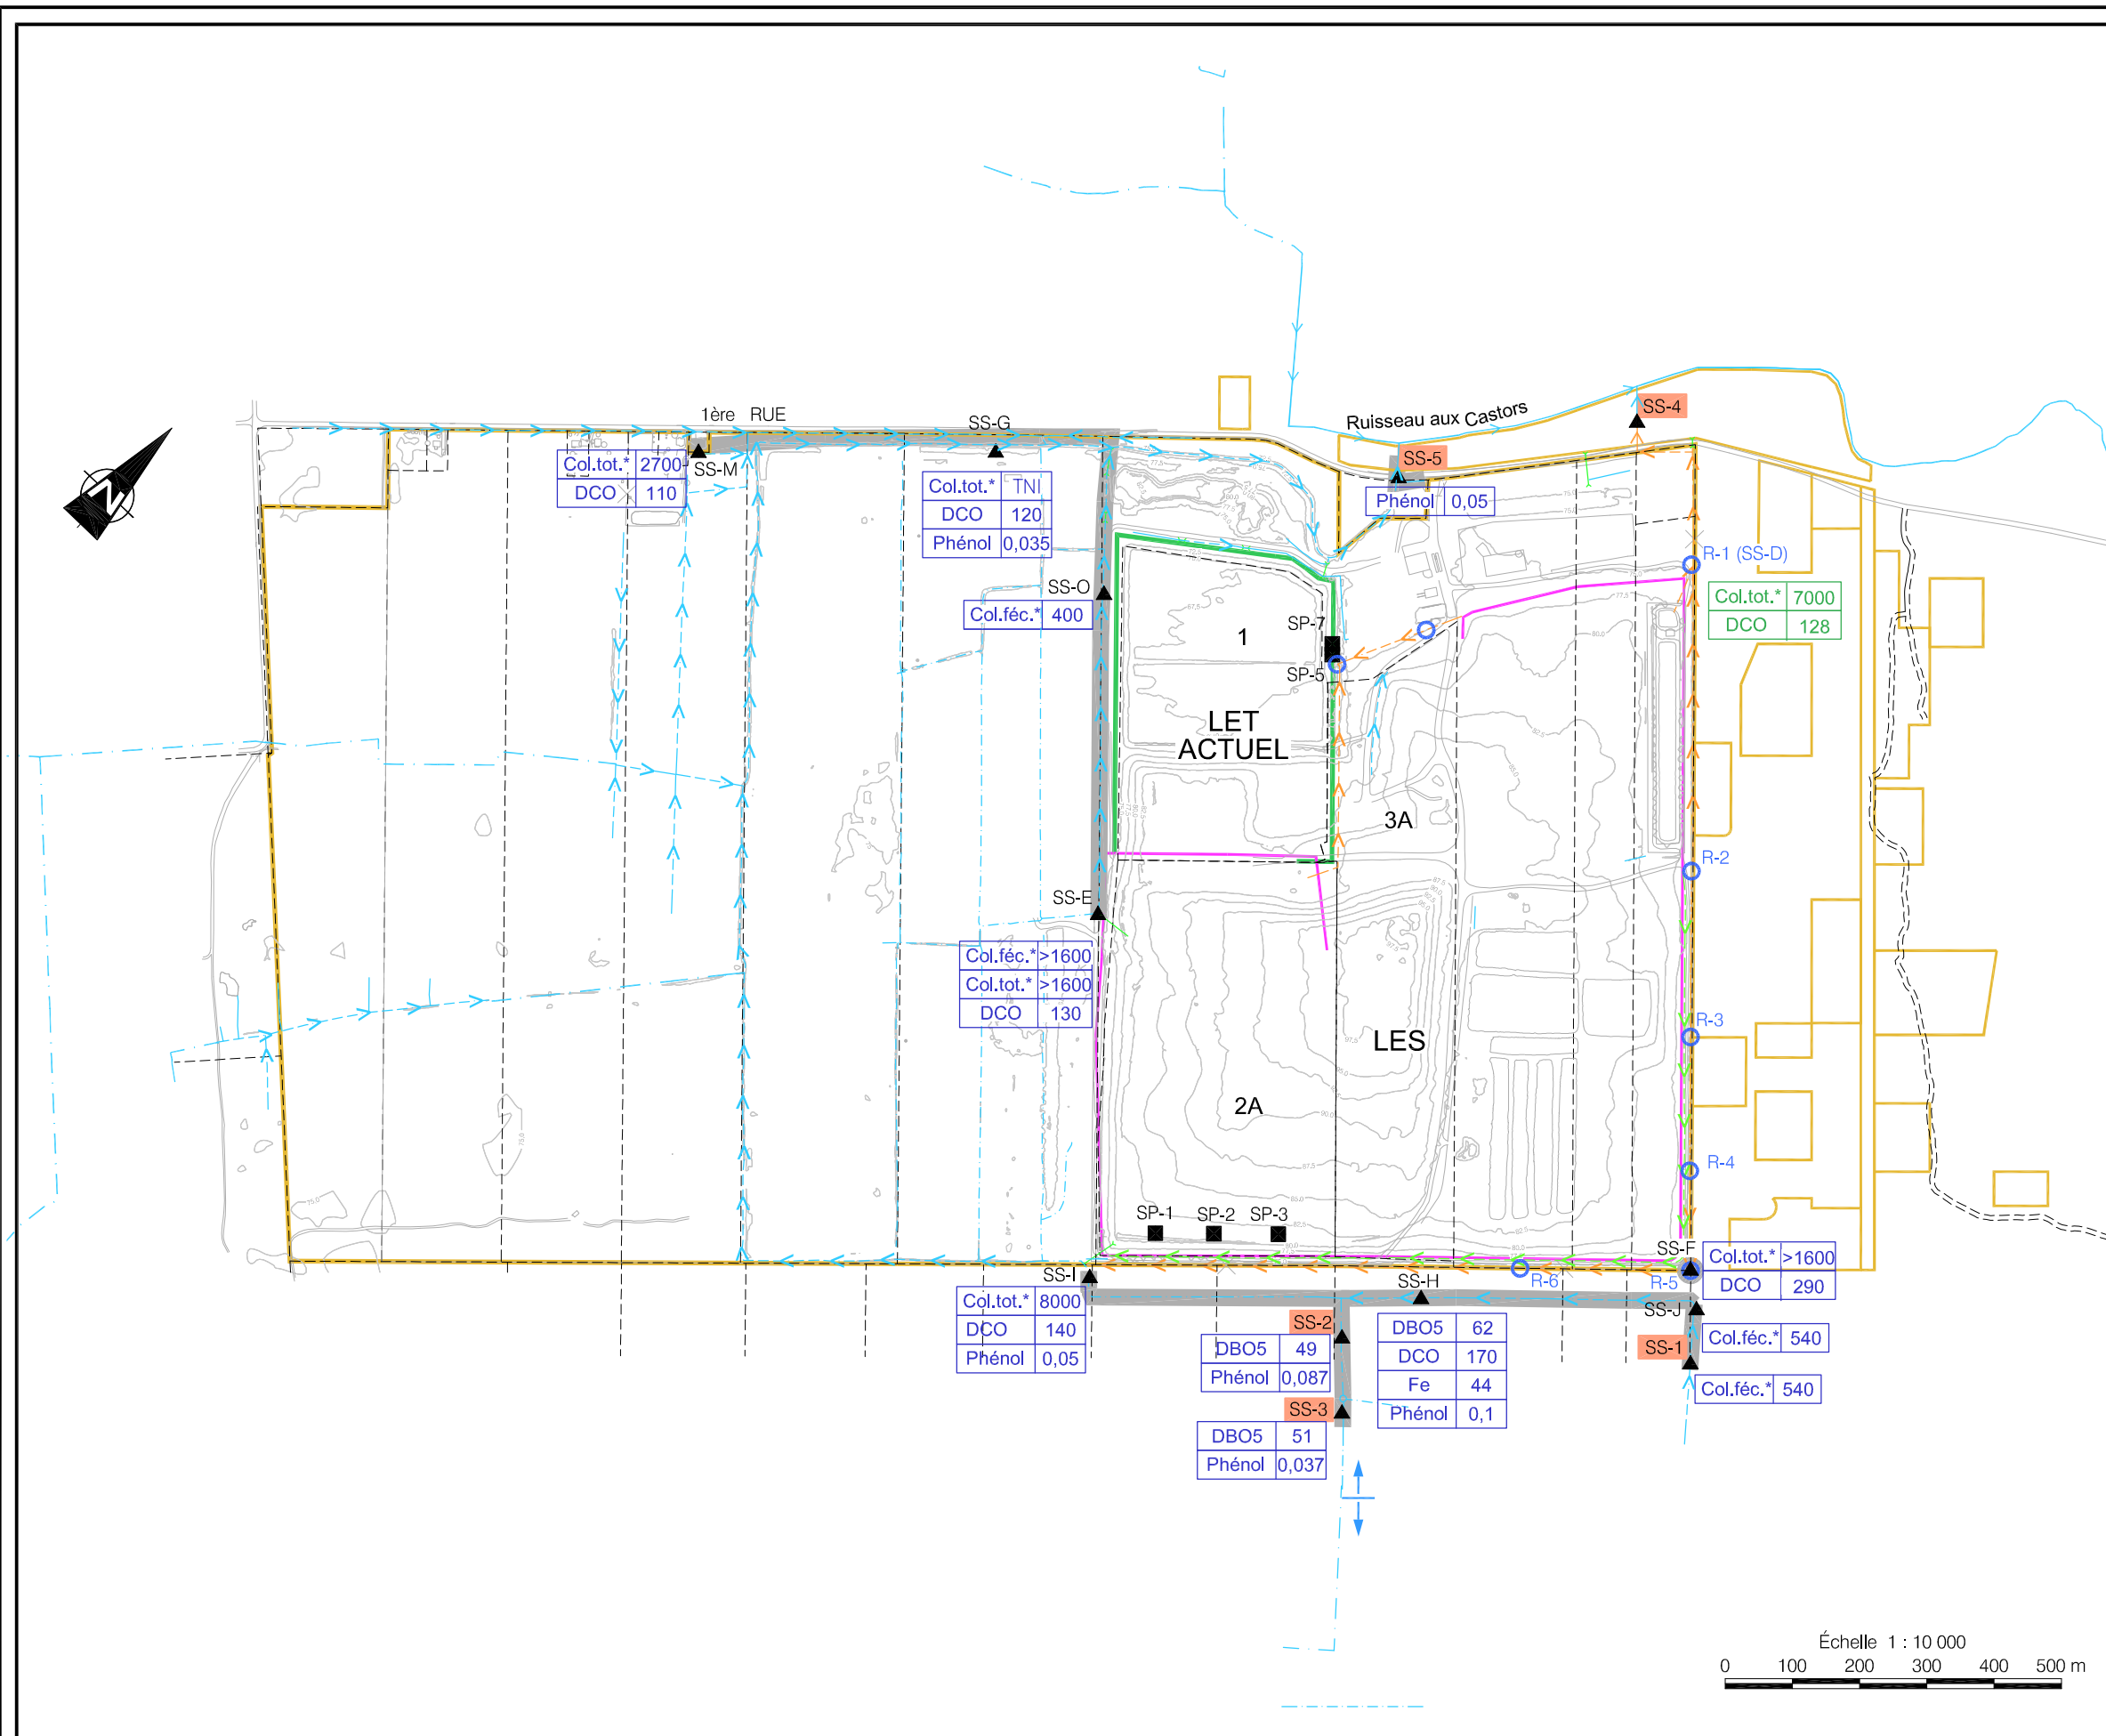 Ruisseau aux Castors
SS-4
1ère RUE
SS-G
SS-M
SS-5
Col.tot.* 2700
DCO 110
Col.tot.* TNI
DCO 120
Phénol 0,035
Phénol 0,05
N
R-1 (SS-D)
SS-O
Col.féc.* 400
Col.tot.* 7000
DCO 128
1
SP-7
SP-5
LET
ACTUEL
3A
R-2
SS-E
Col.féc.* >1600
Col.tot.* >1600
DCO 130
R-3
LES
2A
R-4
SP-1 SP-2 SP-3
SS-F
Col.tot.* >1600
DCO 290
SS-I
R-6
R-5
SS-H
SS-J
Col.tot.* 8000
DCO 140
Phénol 0,05
SS-2
DBO5 49
Phénol 0,087
DBO5 62
DCO 170
Fe 44
Phénol 0,1
Col.féc.* 540
SS-1
Col.féc.* 540
SS-3
DBO5 51
Phénol 0,037
Échelle 1 : 10 000
0 100 200 300 400 500 m